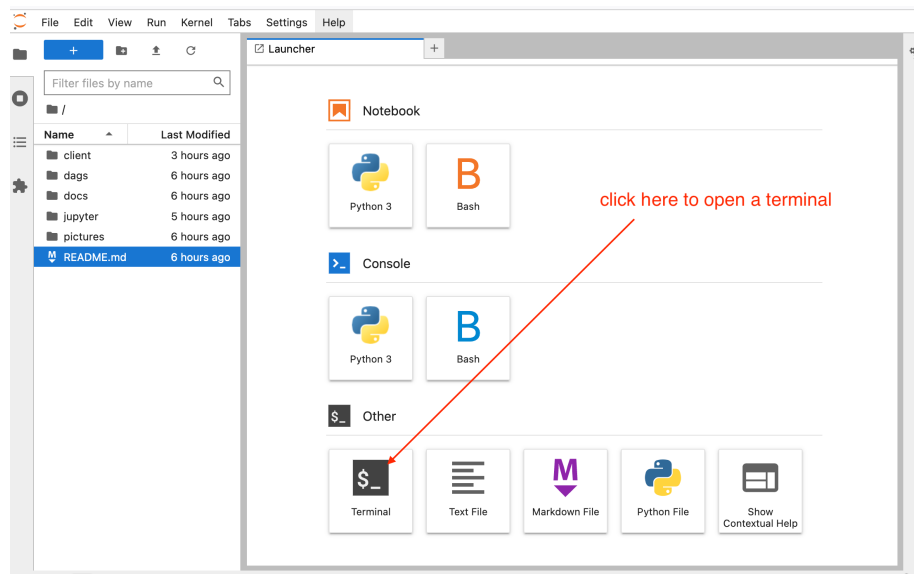 File Edit View Run Kernel Tabs Settings Help
+
Filter files by name
/
Name Last Modified
client 3 hours ago
dags 6 hours ago
docs 6 hours ago
jupyter 5 hours ago
pictures 6 hours ago
README.md 6 hours ago
Launcher +
Notebook
Python 3
B
Bash
click here to open a terminal
>_ Console
Python 3
B
Bash
$_ Other
$_
Terminal
Text File
M
Markdown File
Python File
Show
Contextual Help